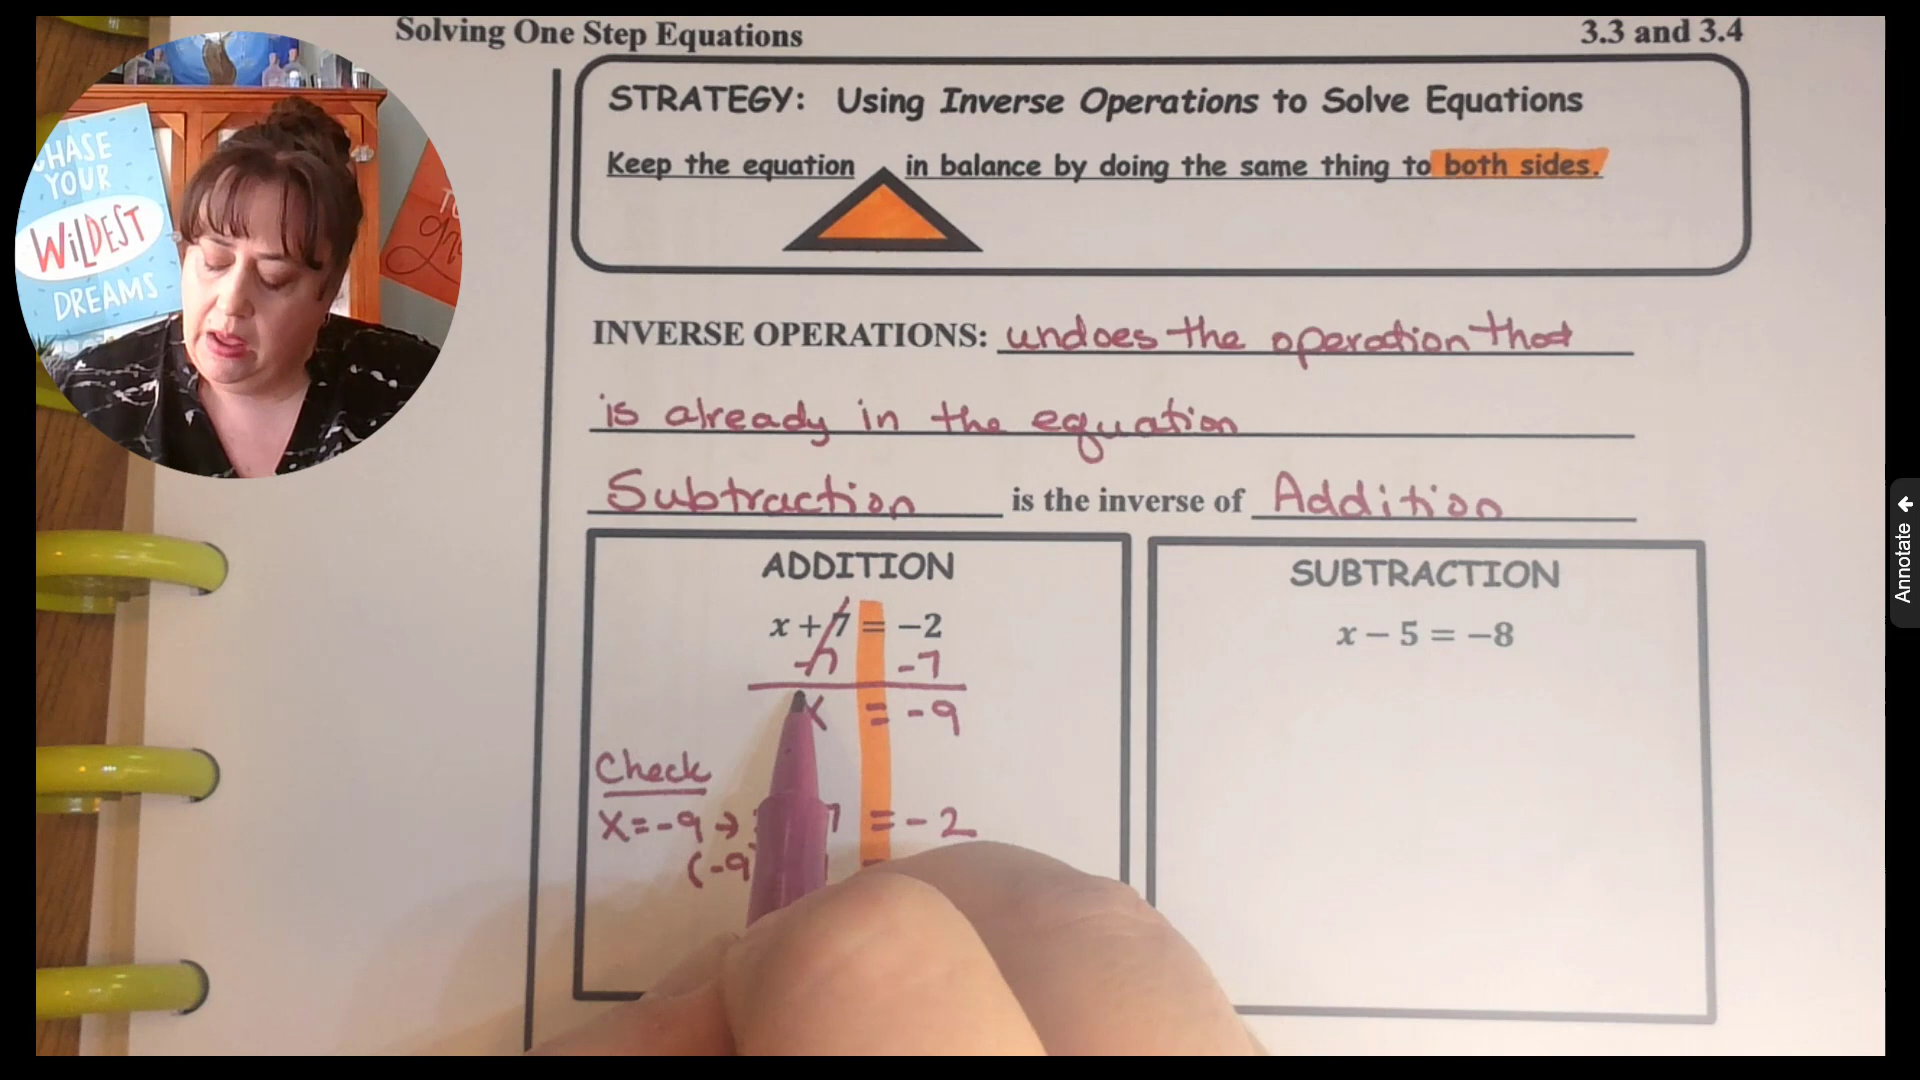 Solving One Step Equations 3.3 and 3.4
STRATEGY: Using Inverse Operations to Solve Equations
Keep the equation in balance by doing the same thing to both sides.
CHASE
YOUR
WiLDEST
DREAMS
INVERSE OPERATIONS: undoes the operation that
is already in the equation
Subtraction is the inverse of Addition
ADDITION
x + 7 = −2
-7 -7
x = -9
Check
x = -9 → 7 = -2
(-9
SUBTRACTION
x − 5 = −8
Annotate